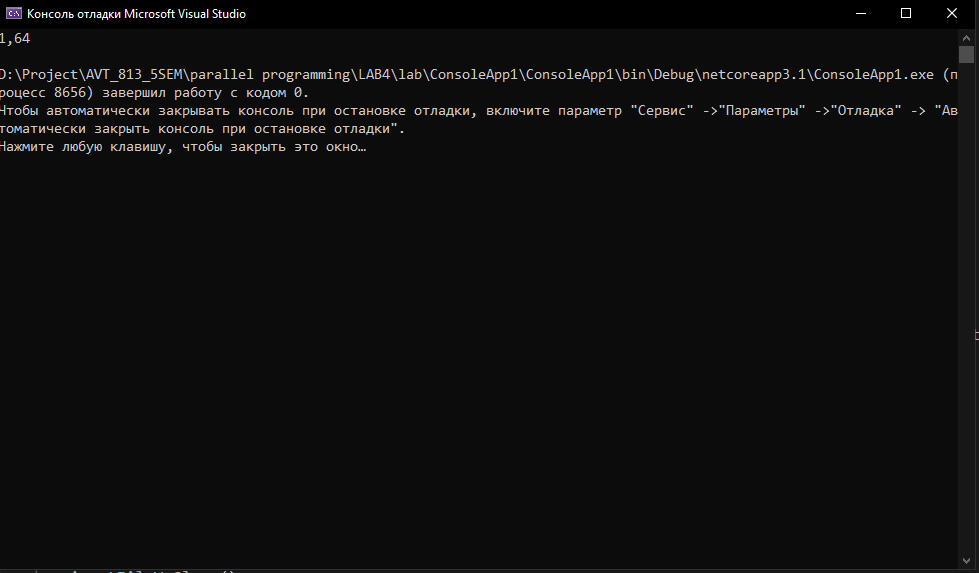 Консоль отладки Microsoft Visual Studio
1,64
D:\Project\AVT_813_5SEM\parallel programming\LAB4\lab\ConsoleApp1\ConsoleApp1\bin\Debug\netcoreapp3.1\ConsoleApp1.exe (п
роцесс 8656) завершил работу с кодом 0.
Чтобы автоматически закрывать консоль при остановке отладки, включите параметр "Сервис" ->"Параметры" ->"Отладка" -> "Ав
томатически закрыть консоль при остановке отладки".
Нажмите любую клавишу, чтобы закрыть это окно…